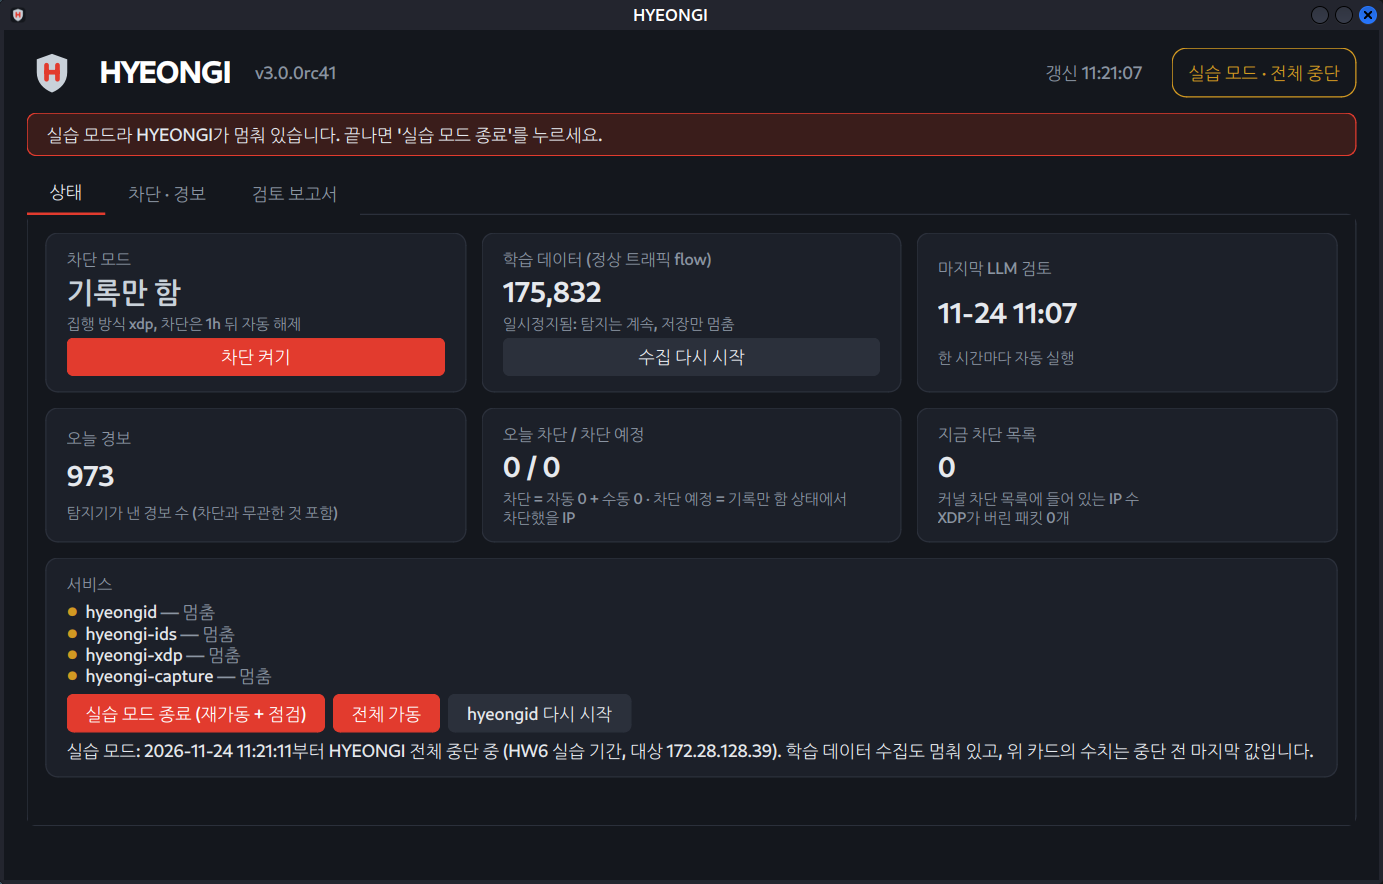 HYEONGI
HYEONGI v3.0.0rc41 갱신 11:21:07 실습 모드 · 전체 중단
실습 모드라 HYEONGI가 멈춰 있습니다. 끝나면 '실습 모드 종료'를 누르세요.
상태 차단 · 경보 검토 보고서
차단 모드
기록만 함
집행 방식 xdp, 차단은 1h 뒤 자동 해제
차단 켜기
학습 데이터 (정상 트래픽 flow)
175,832
일시정지됨: 탐지는 계속, 저장만 멈춤
수집 다시 시작
마지막 LLM 검토
11-24 11:07
한 시간마다 자동 실행
오늘 경보
973
탐지기가 낸 경보 수 (차단과 무관한 것 포함)
오늘 차단 / 차단 예정
0 / 0
차단 = 자동 0 + 수동 0 · 차단 예정 = 기록만 함 상태에서
차단했을 IP
지금 차단 목록
0
커널 차단 목록에 들어 있는 IP 수
XDP가 버린 패킷 0개
서비스
hyeongid — 멈춤
hyeongi-ids — 멈춤
hyeongi-xdp — 멈춤
hyeongi-capture — 멈춤
실습 모드 종료 (재가동 + 점검) 전체 가동 hyeongid 다시 시작
실습 모드: 2026-11-24 11:21:11부터 HYEONGI 전체 중단 중 (HW6 실습 기간, 대상 172.28.128.39). 학습 데이터 수집도 멈춰 있고, 위 카드의 수치는 중단 전 마지막 값입니다.